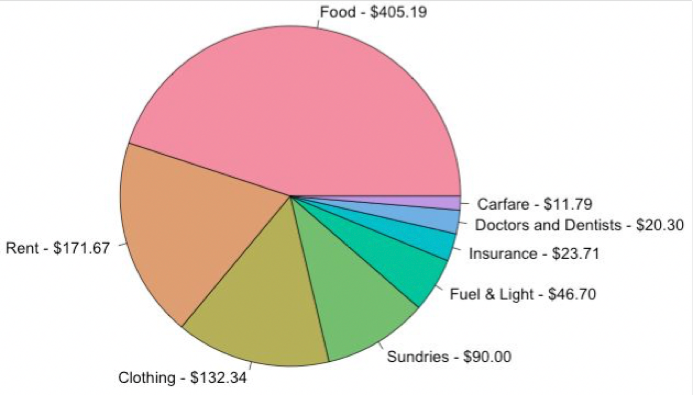 Food - $405.19
Carfare - $11.79
Doctors and Dentists - $20.30
Rent - $171.67
Insurance - $23.71
Fuel & Light - $46.70
Sundries - $90.00
Clothing - $132.34